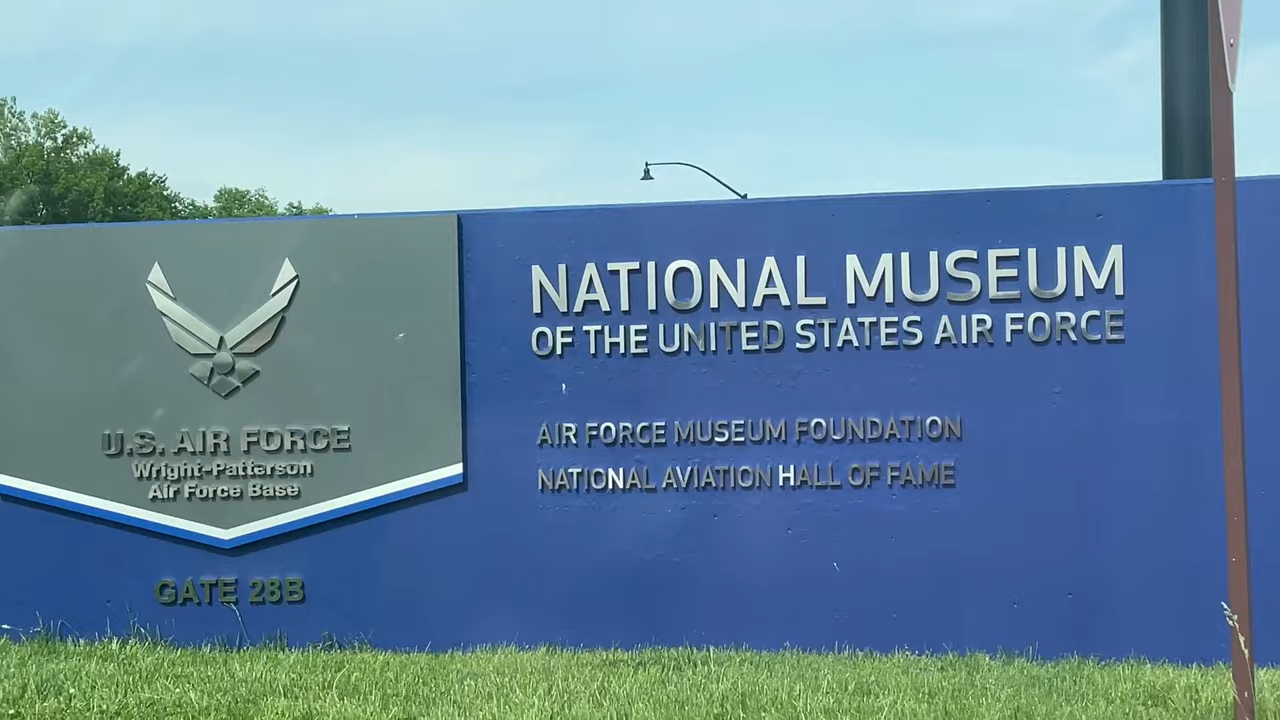 U.S. AIR FORCE
Wright-Patterson
Air Force Base
GATE 28B
NATIONAL MUSEUM
OF THE UNITED STATES AIR FORCE
AIR FORCE MUSEUM FOUNDATION
NATIONAL AVIATION HALL OF FAME